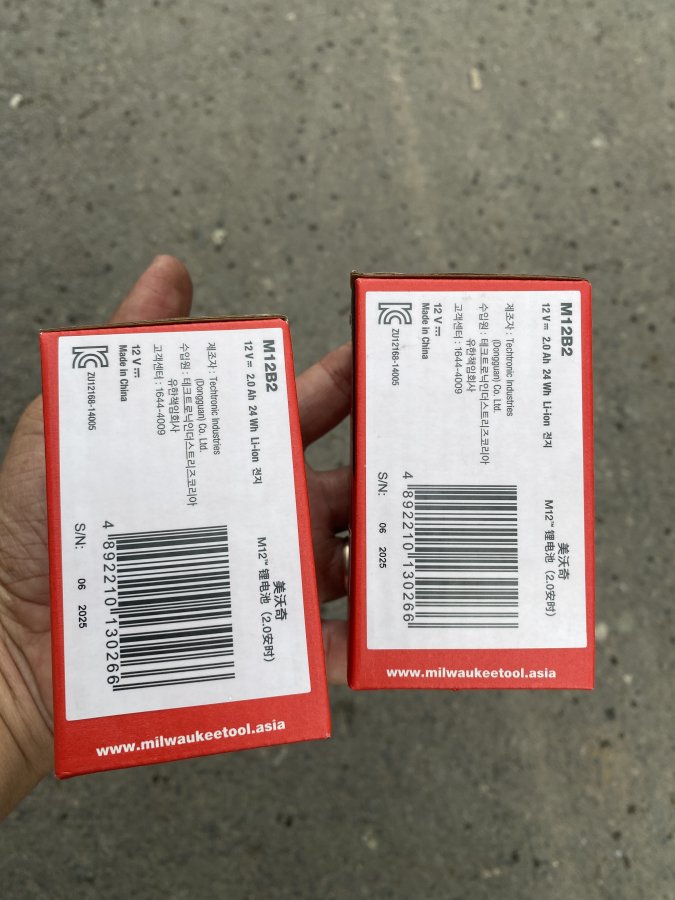 M12B2
12 V⎓ 2.0 Ah 24 Wh Li-Ion 전지
제조자 : Techtronic Industries
(Dongguan) Co. Ltd.
수입원 : 테크트로닉인더스트리즈코리아
유한책임회사
고객센터 : 1644-4009
12 V⎓
Made in China
ZU12168-14005
美沃奇
M12™ 锂电池（2.0安时）
4 892210 130266
S/N: 06 2025
www.milwaukeetool.asia
M12B2
12 V⎓ 2.0 Ah 24 Wh Li-Ion 전지
제조자 : Techtronic Industries
(Dongguan) Co. Ltd.
수입원 : 테크트로닉인더스트리즈코리아
유한책임회사
고객센터 : 1644-4009
12 V⎓
Made in China
ZU12168-14005
美沃奇
M12™ 锂电池（2.0安时）
4 892210 130266
S/N: 06 2025
www.milwaukeetool.asia